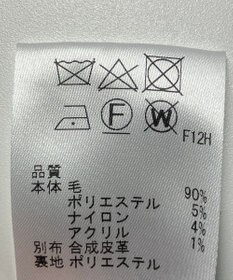 F W F12H
品質
本体 毛 90%
ポリエステル 5%
ナイロン 4%
アクリル 1%
別布 合成皮革
裏地 ポリエステル